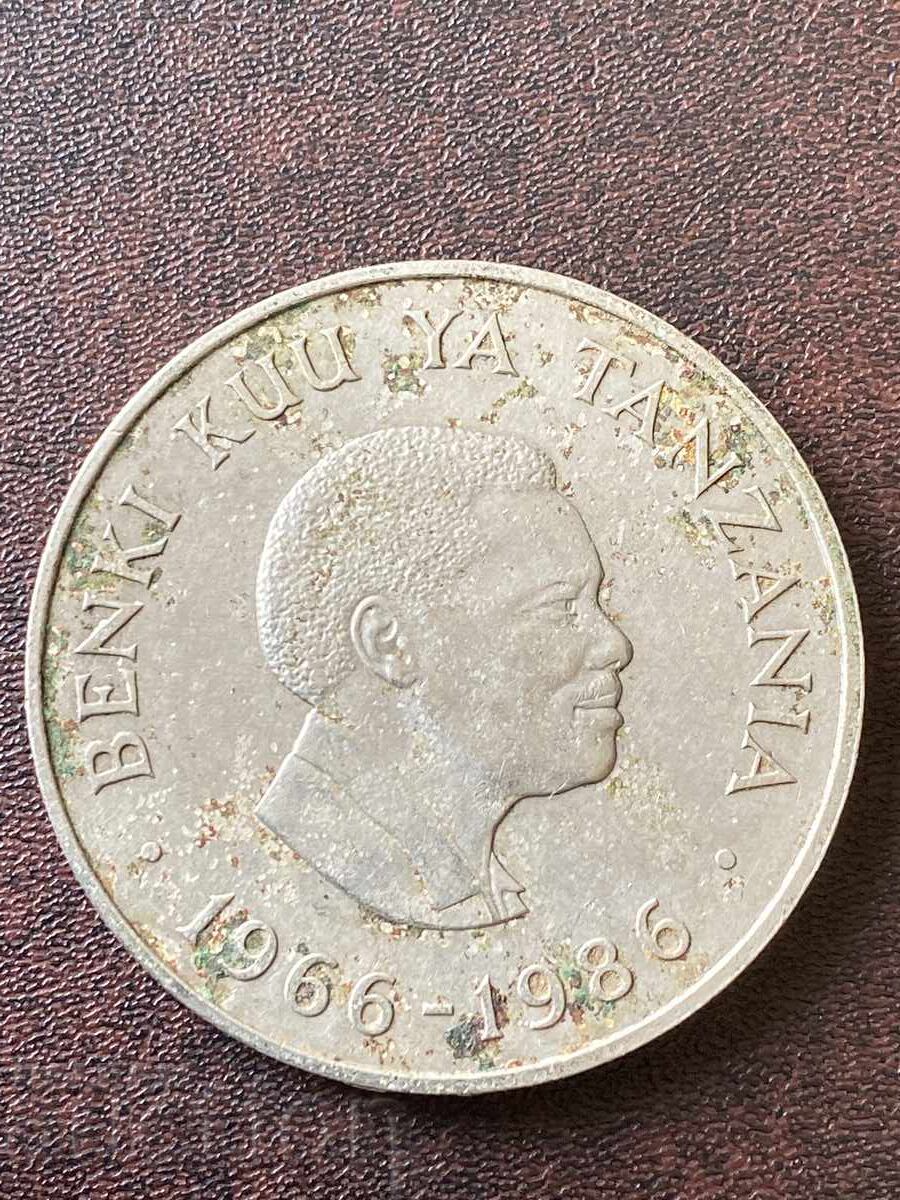 BENKI KUU YA TANZANIA
1966-1986